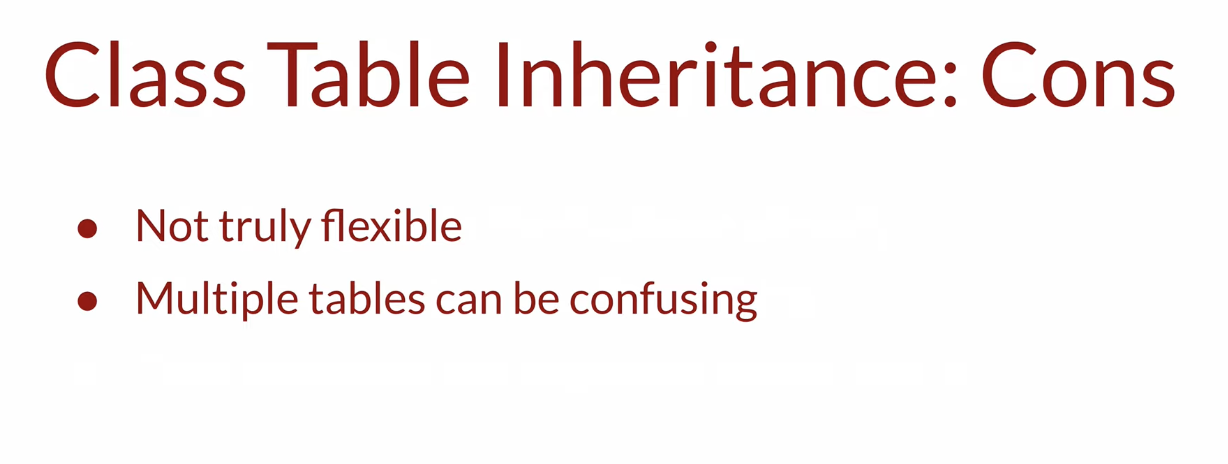 Class Table Inheritance: Cons
● Not truly flexible
● Multiple tables can be confusing